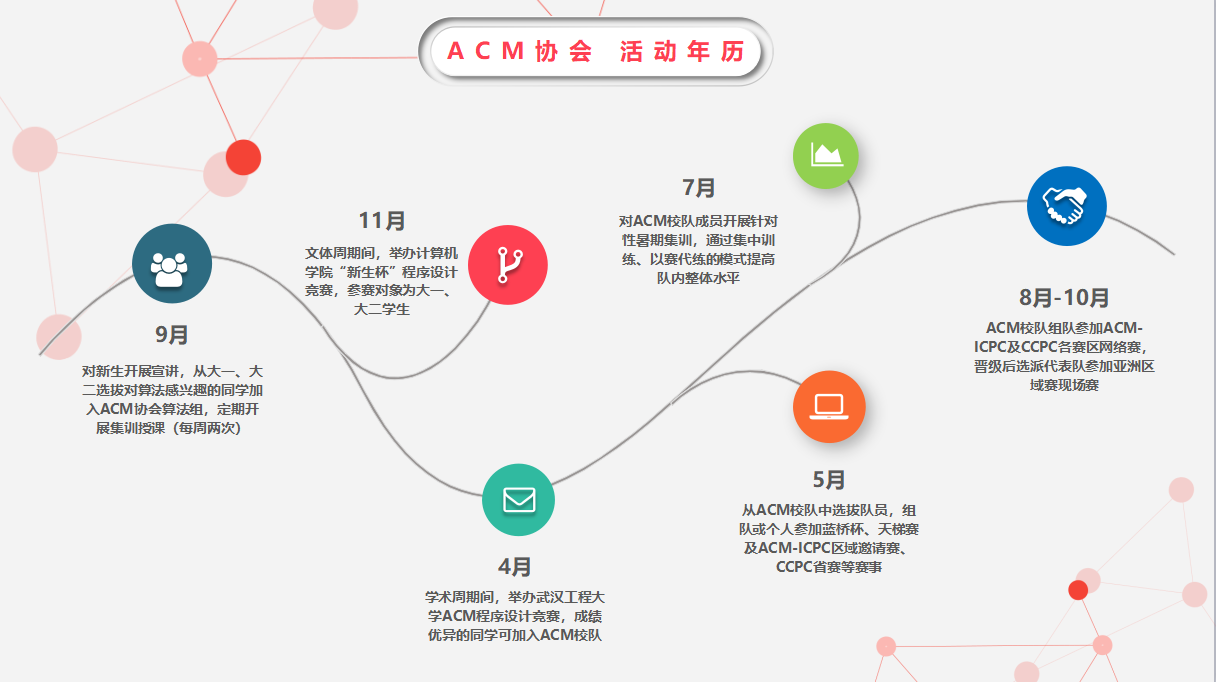 ACM协会 活动年历
9月
对新生开展宣讲，从大一、大
二选拔对算法感兴趣的同学加
入ACM协会算法组，定期开
展集训授课（每周两次）
11月
文体周期间，举办计算机
学院“新生杯”程序设计
竞赛，参赛对象为大一、
大二学生
4月
学术周期间，举办武汉工程大
学ACM程序设计竞赛，成绩
优异的同学可加入ACM校队
5月
从ACM校队中选拔队员，组
队或个人参加蓝桥杯、天梯赛
及ACM-ICPC区域邀请赛、
CCPC省赛等赛事
7月
对ACM校队成员开展针对
性暑期集训，通过集中训
练、以赛代练的模式提高
队内整体水平
8月-10月
ACM校队组队参加ACM-
ICPC及CCPC各赛区网络赛，
晋级后选派代表队参加亚洲区
域赛现场赛